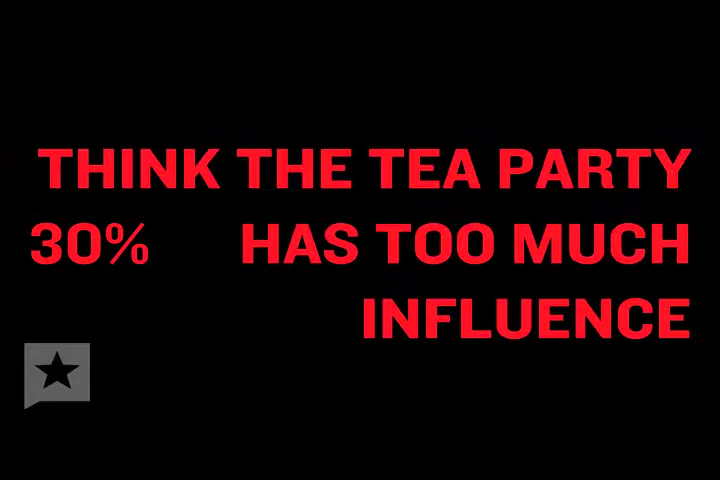 THINK THE TEA PARTY
30% HAS TOO MUCH
INFLUENCE